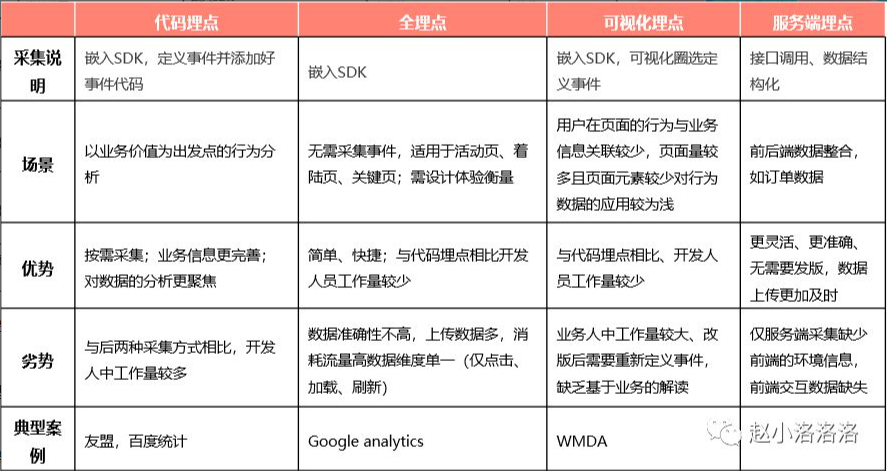 代码埋点
全埋点
可视化埋点
服务端埋点
采集说
明
嵌入SDK，定义事件并添加好
事件代码
嵌入SDK
嵌入SDK，可视化圈选定
义事件
接口调用、数据结
构化
场景
以业务价值为出发点的行为分
析
无需采集事件，适用于活动页、着
陆页、关键页；需设计体验衡量
用户在页面的行为与业务
信息关联较少，页面量较
多且页面元素较少对行为
数据的应用较为浅
前后端数据整合，
如订单数据
优势
按需采集；业务信息更完善；
对数据的分析更聚焦
简单、快捷；与代码埋点相比开发
人员工作量较少
与代码埋点相比、开发人
员工作量较少
更灵活、更准确、
无需要发版，数据
上传更加及时
劣势
与后两种采集方式相比，开发
人中工作量较多
数据准确性不高，上传数据多，消
耗流量高数据维度单一（仅点击、
加载、刷新）
业务人中工作量较大、改
版后需要重新定义事件，
缺乏基于业务的解读
仅服务端采集缺少
前端的环境信息，
前端交互数据缺失
典型案
例
友盟，百度统计
Google analytics
WMDA
赵小洛洛洛